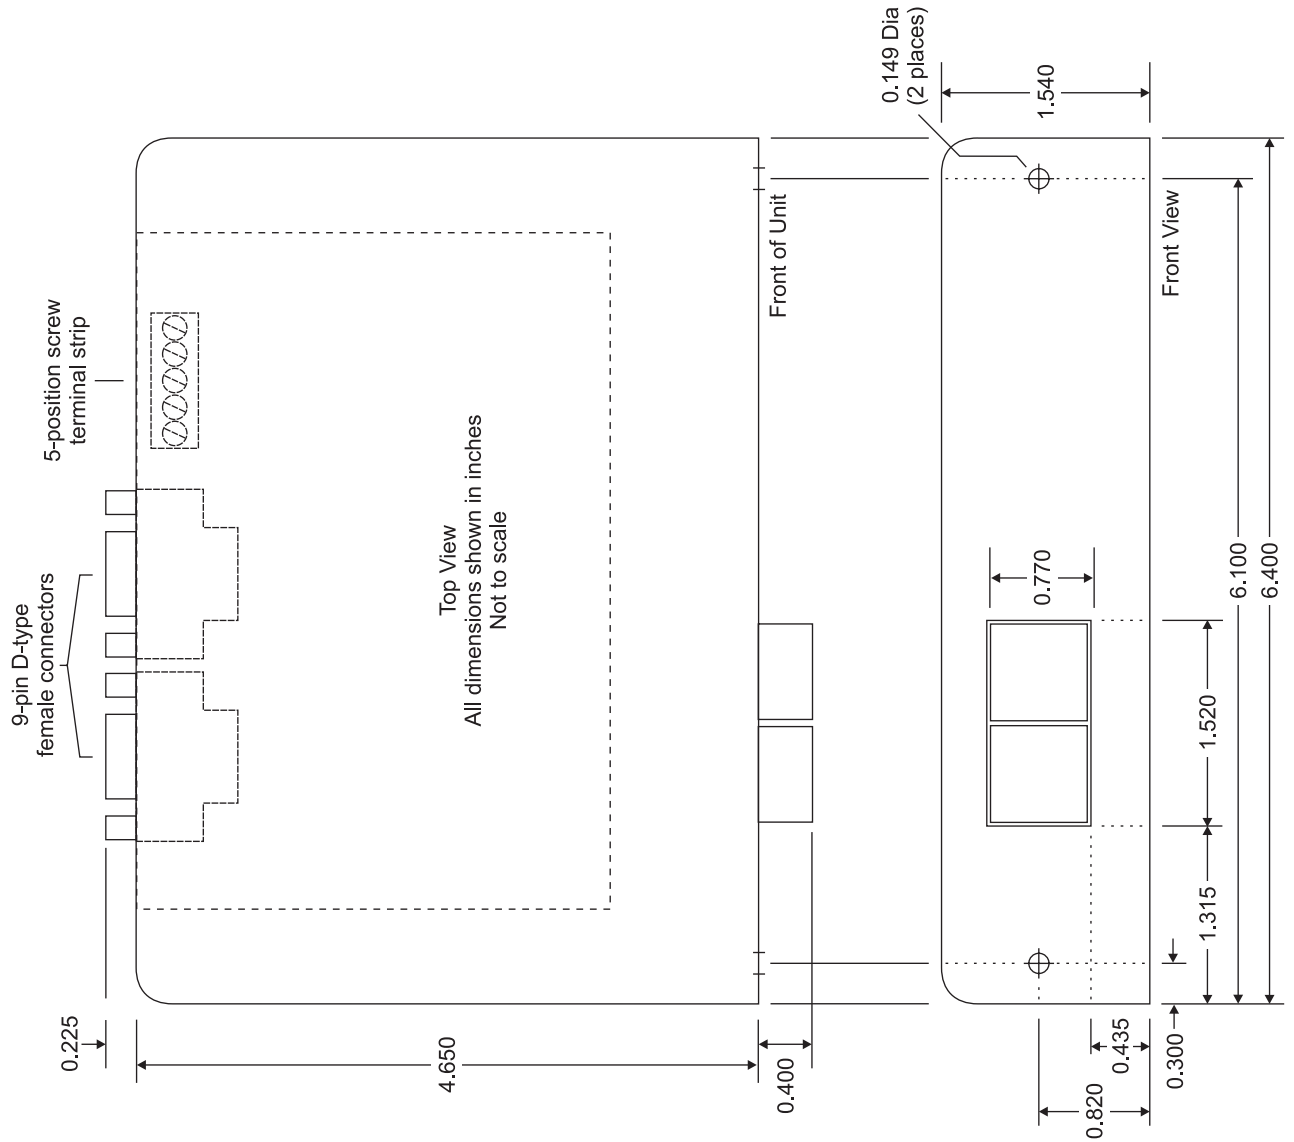 9-pin D-type
female connectors
5-position screw
terminal strip
0.225
4.650
0.400
Top View
All dimensions shown in inches
Not to scale
Front of Unit
0.149 Dia
(2 places)
1.540
0.770
Front View
1.520
1.315
6.100
6.400
0.820
0.435
0.300